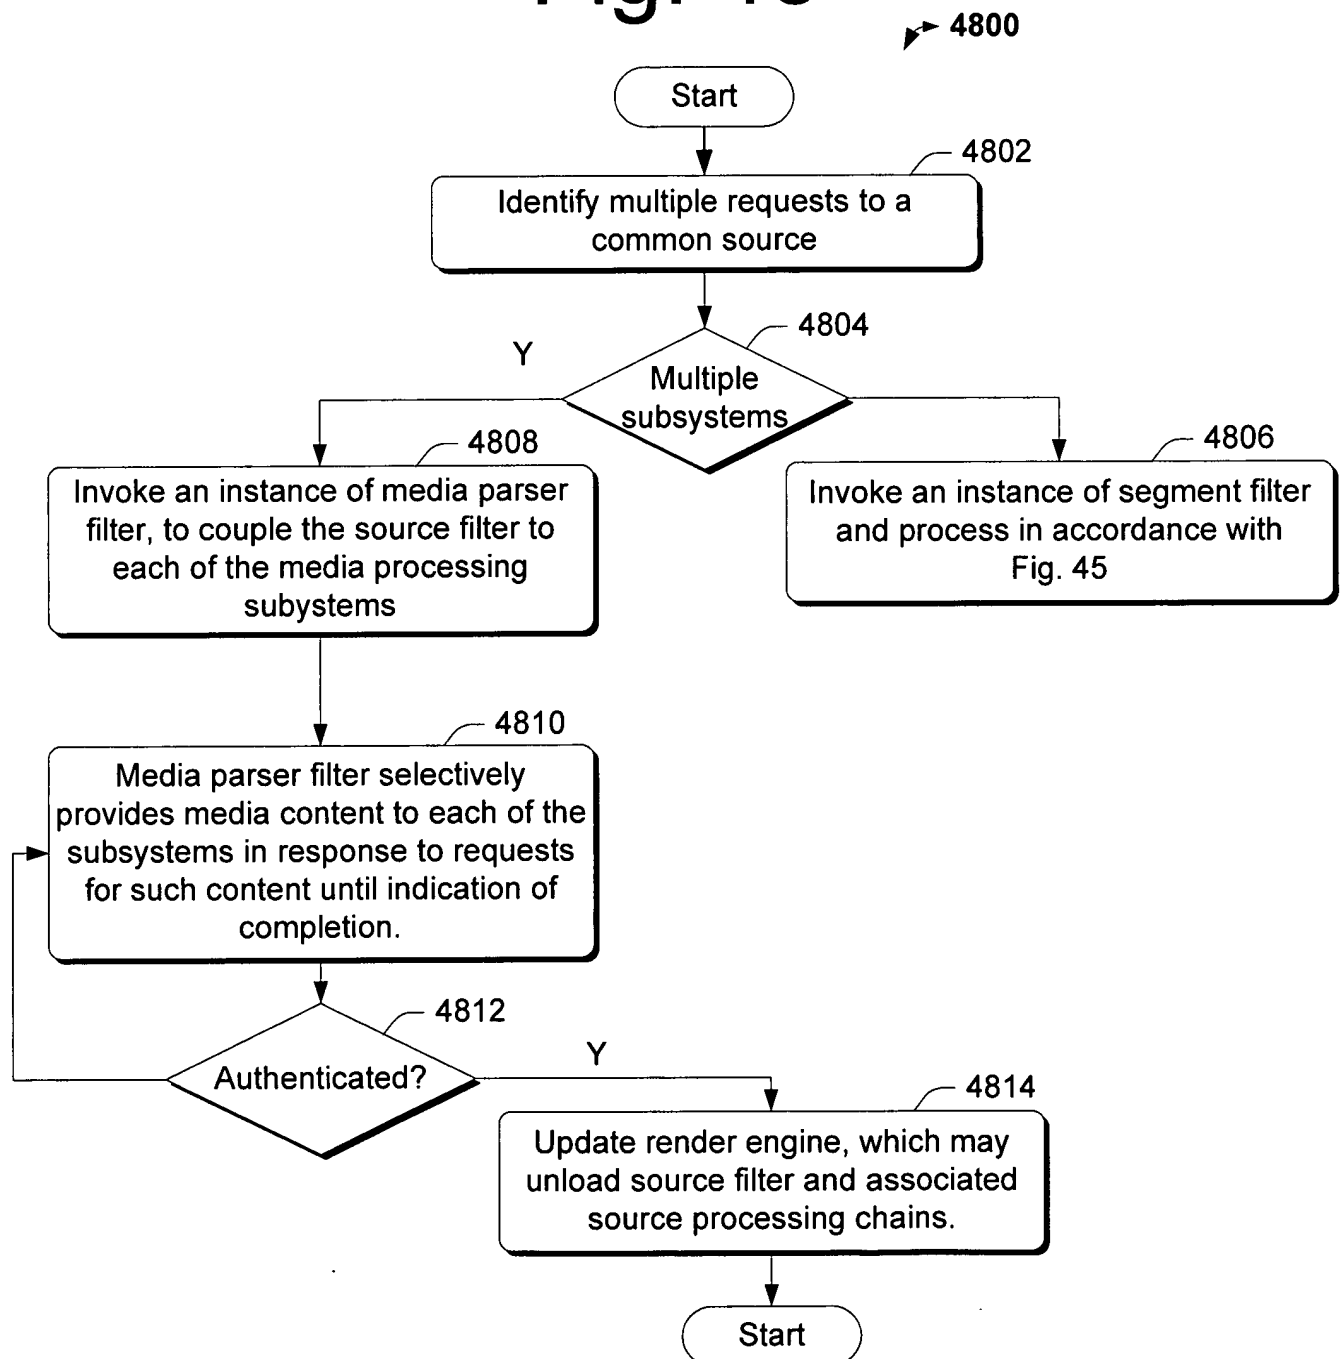 4800
Start
4802
Identify multiple requests to a
common source
4804
Y
Multiple
subsystems
4808
4806
Invoke an instance of media parser
filter, to couple the source filter to
each of the media processing
subystems
Invoke an instance of segment filter
and process in accordance with
Fig. 45
4810
Media parser filter selectively
provides media content to each of the
subsystems in response to requests
for such content until indication of
completion.
4812
Y
Authenticated?
4814
Update render engine, which may
unload source filter and associated
source processing chains.
Start